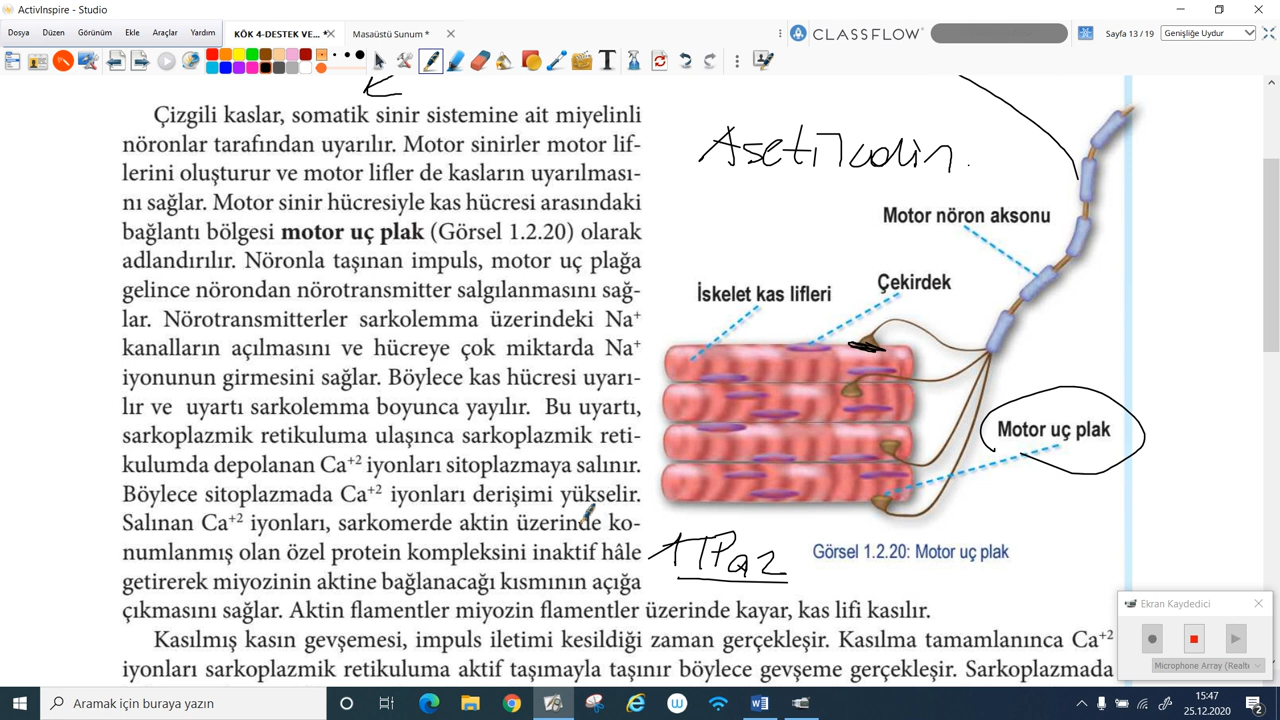 ActivInspire - Studio
Dosya Düzen Görünüm Ekle Araçlar Yardım
KÖK 4-DESTEK VE... *
Masaüstü Sunum *
CLASSFLOW
Sayfa 13 / 19
Genişliğe Uydur
Çizgili kaslar, somatik sinir sistemine ait miyelinli
nöronlar tarafından uyarılır. Motor sinirler motor lif-
lerini oluşturur ve motor lifler de kasların uyarılması-
nı sağlar. Motor sinir hücresiyle kas hücresi arasındaki
bağlantı bölgesi motor uç plak (Görsel 1.2.20) olarak
adlandırılır. Nöronla taşınan impuls, motor uç plağa
gelince nörondan nörotransmitter salgılanmasını sağ-
lar. Nörotransmitterler sarkolemma üzerindeki Na⁺
kanalların açılmasını ve hücreye çok miktarda Na⁺
iyonunun girmesini sağlar. Böylece kas hücresi uyarı-
lır ve uyartı sarkolemma boyunca yayılır. Bu uyartı,
sarkoplazmik retikuluma ulaşınca sarkoplazmik reti-
kulumda depolanan Ca⁺² iyonları sitoplazmaya salınır.
Böylece sitoplazmada Ca⁺² iyonları derişimi yükselir.
Salınan Ca⁺² iyonları, sarkomerde aktin üzerinde ko-
numlanmış olan özel protein kompleksini inaktif hâle
getirerek miyozinin aktine bağlanacağı kısmının açığa
çıkmasını sağlar. Aktin flamentler miyozin flamentler üzerinde kayar, kas lifi kasılır.
Kasılmış kasın gevşemesi, impuls iletimi kesildiği zaman gerçekleşir. Kasılma tamamlanınca Ca⁺²
iyonları sarkoplazmik retikuluma aktif taşımayla taşınır böylece gevşeme gerçekleşir. Sarkoplazmada
Asetilkolin.
Motor nöron aksonu
Çekirdek
İskelet kas lifleri
Motor uç plak
ATPaz
Görsel 1.2.20: Motor uç plak
Ekran Kaydedici
Microphone Array (Realt
Aramak için buraya yazın
15:47
25.12.2020
2